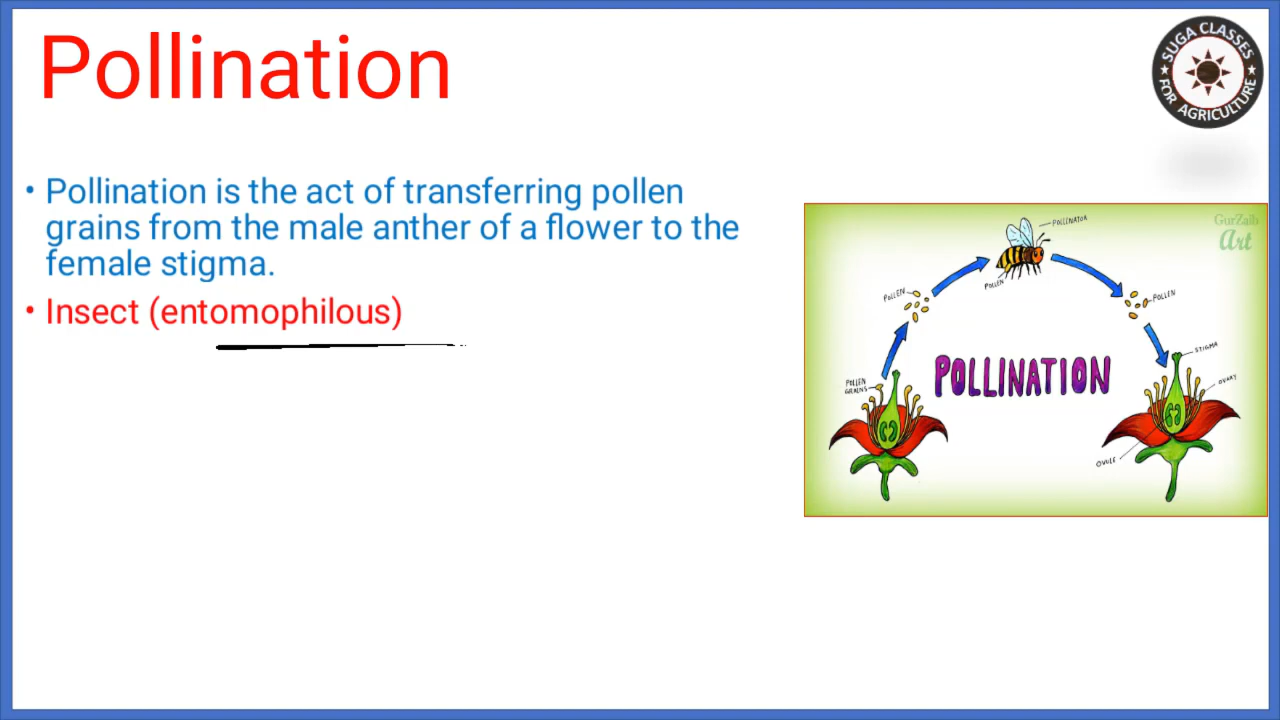 Pollination
SUGA CLASSES
FOR AGRICULTURE
• Pollination is the act of transferring pollen
grains from the male anther of a flower to the
female stigma.
• Insect (entomophilous)
GurZaib
Art
POLLINATOR
POLLEN
POLLEN
POLLEN
STIGMA
POLLINATION
POLLEN
GRAINS
OVARY
OVULE